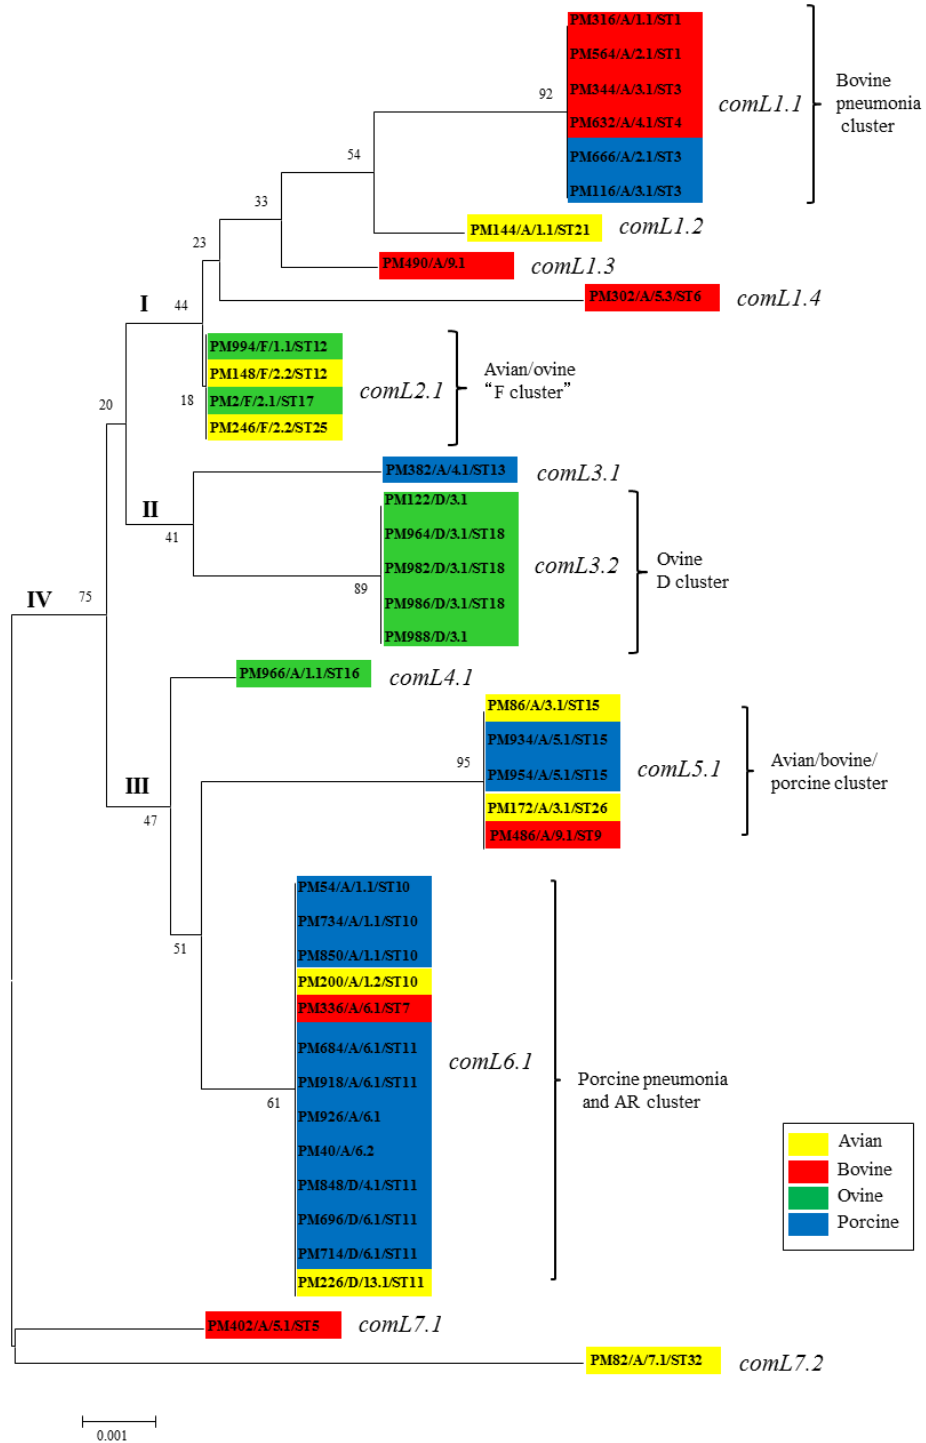 PM316/A/1.1/ST1
PM564/A/2.1/ST1
PM344/A/3.1/ST3
PM632/A/4.1/ST4
PM666/A/2.1/ST3
PM116/A/3.1/ST3
92
comL1.1
Bovine
pneumonia
cluster
54
PM144/A/1.1/ST21
comL1.2
33
PM490/A/9.1
comL1.3
23
PM302/A/5.3/ST6
comL1.4
I
44
PM994/F/1.1/ST12
PM148/F/2.2/ST12
PM2/F/2.1/ST17
PM246/F/2.2/ST25
18
comL2.1
Avian/ovine
“F cluster”
20
PM382/A/4.1/ST13
comL3.1
II
41
PM122/D/3.1
PM964/D/3.1/ST18
PM982/D/3.1/ST18
PM986/D/3.1/ST18
PM988/D/3.1
89
comL3.2
Ovine
D cluster
IV
75
PM966/A/1.1/ST16
comL4.1
III
47
PM86/A/3.1/ST15
PM934/A/5.1/ST15
PM954/A/5.1/ST15
PM172/A/3.1/ST26
PM486/A/9.1/ST9
95
comL5.1
Avian/bovine/
porcine cluster
51
PM54/A/1.1/ST10
PM734/A/1.1/ST10
PM850/A/1.1/ST10
PM200/A/1.2/ST10
PM336/A/6.1/ST7
PM684/A/6.1/ST11
PM918/A/6.1/ST11
PM926/A/6.1
PM40/A/6.2
PM848/D/4.1/ST11
PM696/D/6.1/ST11
PM714/D/6.1/ST11
PM226/D/13.1/ST11
61
comL6.1
Porcine pneumonia
and AR cluster
Avian
Bovine
Ovine
Porcine
PM402/A/5.1/ST5
comL7.1
PM82/A/7.1/ST32
comL7.2
0.001